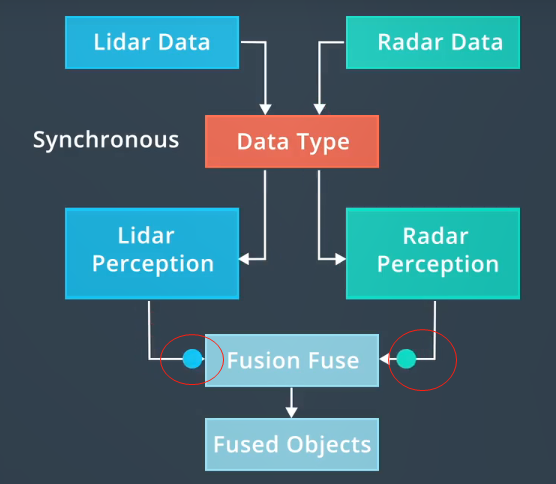 Lidar Data
Radar Data
Synchronous
Data Type
Lidar
Perception
Radar
Perception
Fusion Fuse
Fused Objects